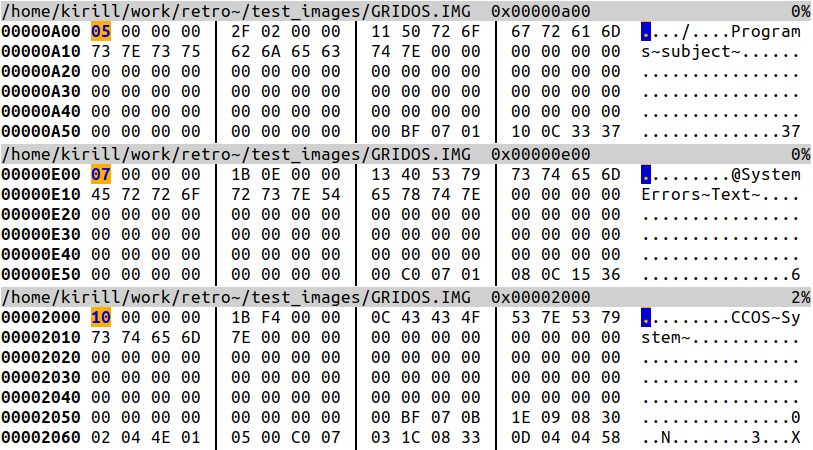 /home/kirill/work/retro~/test_images/GRIDOS.IMG 0x00000a00 0%
00000A00 05 00 00 00 2F 02 00 00 11 50 72 6F 67 72 61 6D ..../....Program
00000A10 73 7E 73 75 62 6A 65 63 74 7E 00 00 00 00 00 00 s~subject~......
00000A20 00 00 00 00 00 00 00 00 00 00 00 00 00 00 00 00 ................
00000A30 00 00 00 00 00 00 00 00 00 00 00 00 00 00 00 00 ................
00000A40 00 00 00 00 00 00 00 00 00 00 00 00 00 00 00 00 ................
00000A50 00 00 00 00 00 00 00 00 00 BF 07 01 10 0C 33 37 ..............37
/home/kirill/work/retro~/test_images/GRIDOS.IMG 0x00000e00 0%
00000E00 07 00 00 00 1B 0E 00 00 13 40 53 79 73 74 65 6D .........@System
00000E10 45 72 72 6F 72 73 7E 54 65 78 74 7E 00 00 00 00 Errors~Text~....
00000E20 00 00 00 00 00 00 00 00 00 00 00 00 00 00 00 00 ................
00000E30 00 00 00 00 00 00 00 00 00 00 00 00 00 00 00 00 ................
00000E40 00 00 00 00 00 00 00 00 00 00 00 00 00 00 00 00 ................
00000E50 00 00 00 00 00 00 00 00 00 C0 07 01 08 0C 15 36 ...............6
/home/kirill/work/retro~/test_images/GRIDOS.IMG 0x00002000 2%
00002000 10 00 00 00 1B F4 00 00 0C 43 43 4F 53 7E 53 79 .........CCOS~Sy
00002010 73 74 65 6D 7E 00 00 00 00 00 00 00 00 00 00 00 stem~...........
00002020 00 00 00 00 00 00 00 00 00 00 00 00 00 00 00 00 ................
00002030 00 00 00 00 00 00 00 00 00 00 00 00 00 00 00 00 ................
00002040 00 00 00 00 00 00 00 00 00 00 00 00 00 00 00 00 ................
00002050 00 00 00 00 00 00 00 00 00 BF 07 0B 1E 09 08 30 ...............0
00002060 02 04 4E 01 05 00 C0 07 03 1C 08 33 0D 04 04 58 ..N........3...X